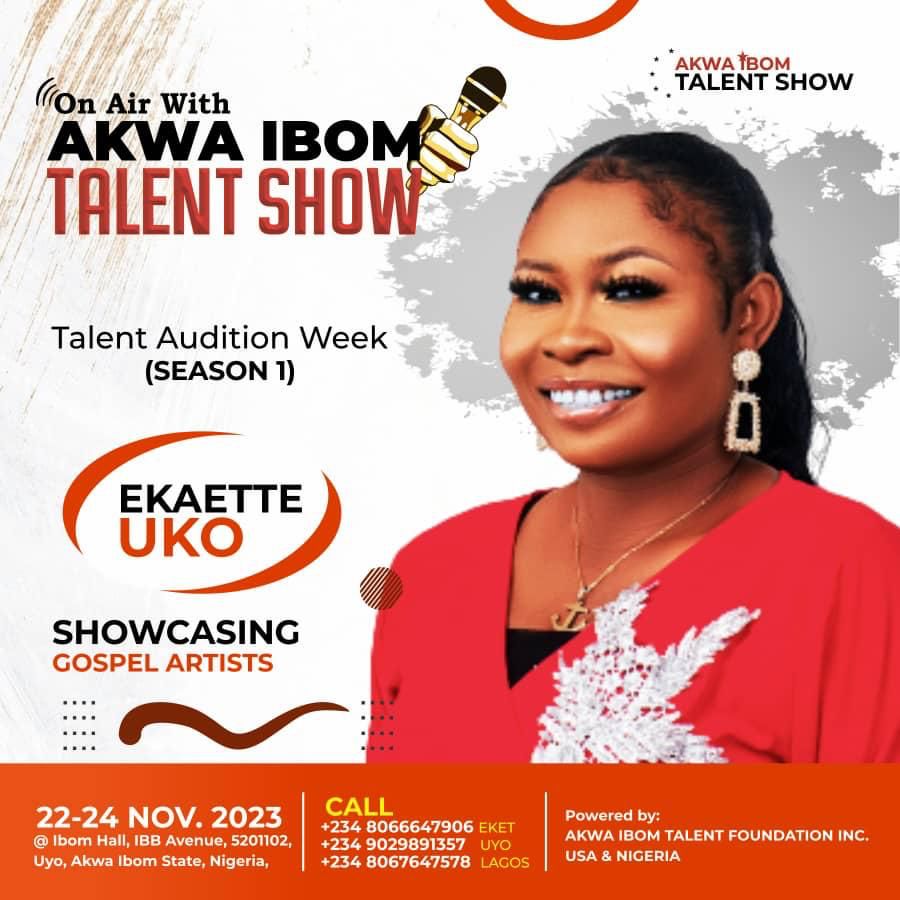 On Air With
AKWA IBOM
TALENT SHOW
AKWA IBOM
TALENT SHOW
Talent Audition Week
(SEASON 1)
EKAETTE
UKO
SHOWCASING
GOSPEL ARTISTS
22-24 NOV. 2023
@ Ibom Hall, IBB Avenue, 5201102,
Uyo, Akwa Ibom State, Nigeria,
CALL
+234 8066647906 EKET
+234 9029891357 UYO
+234 8067647578 LAGOS
Powered by:
AKWA IBOM TALENT FOUNDATION INC.
USA & NIGERIA